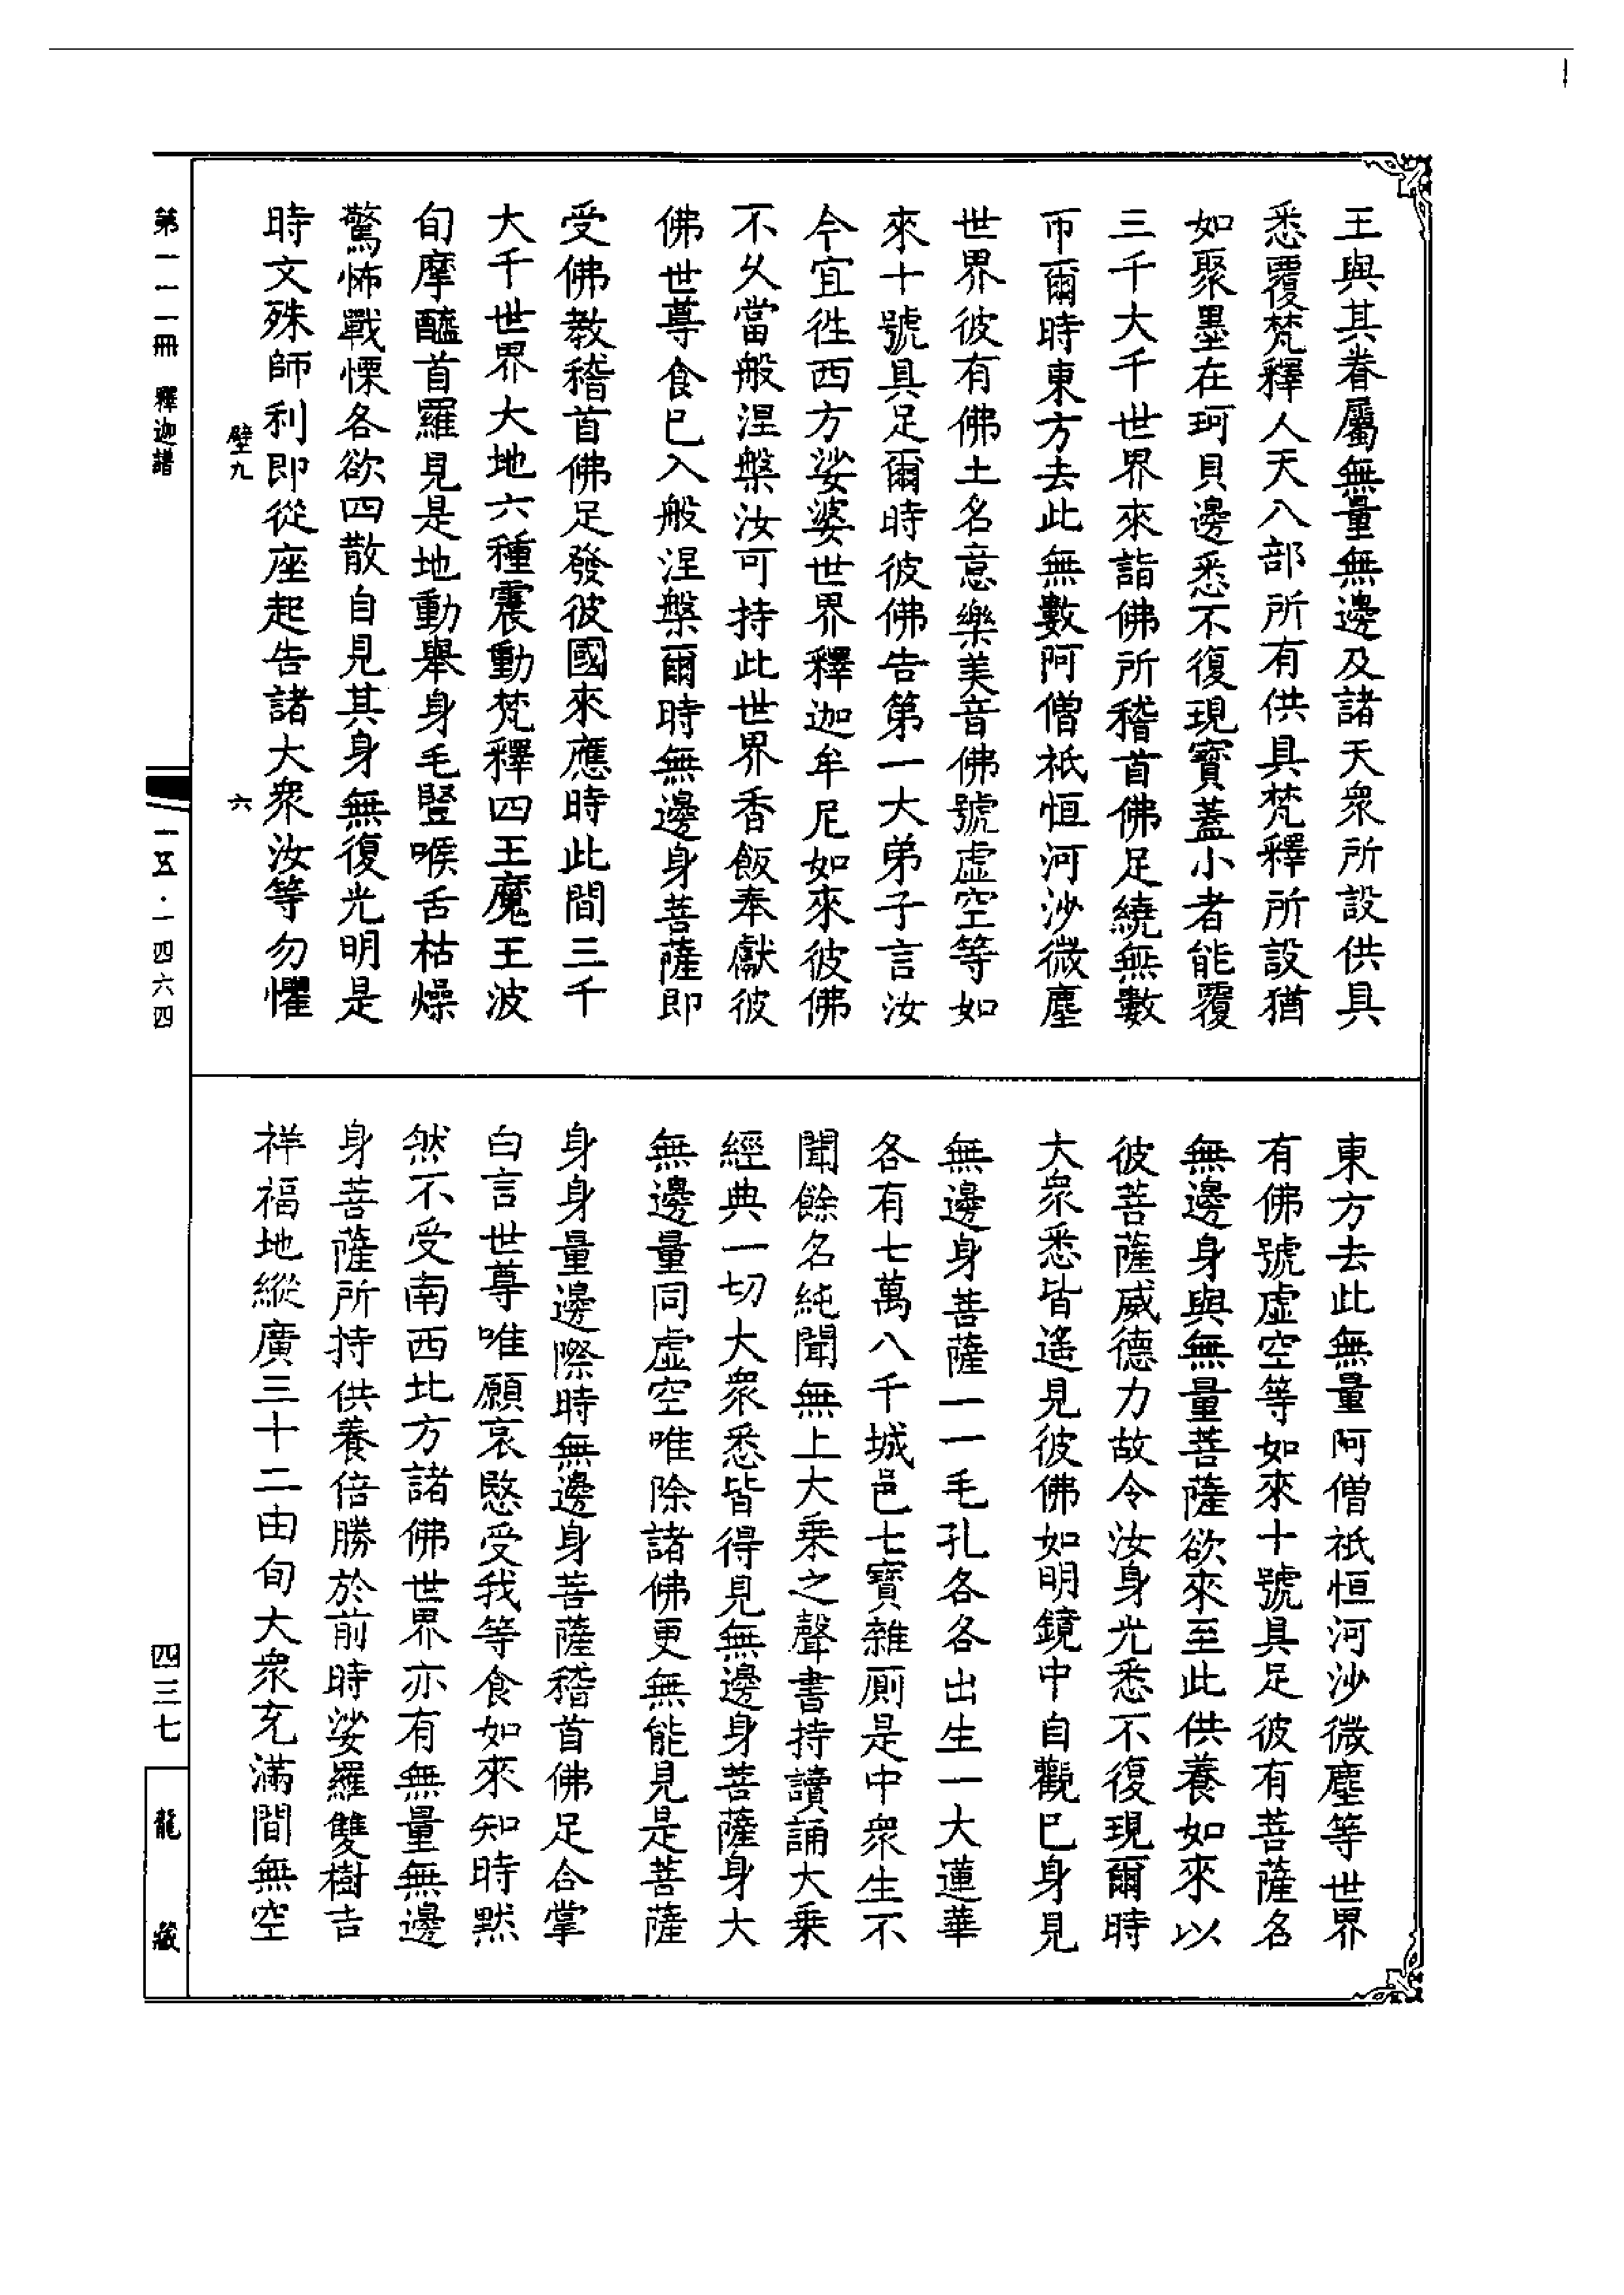 王與其眷屬無量無邊及諸天衆所設供具
悉覆梵釋人天八部所有供具梵釋所設猶
如聚墨在珂貝邊悉不復現寳蓋小者能覆
三千大千世界來詣佛所稽首佛足繞無數
帀爾時東方去此無數阿僧祇恒河沙微塵
世界彼有佛土名意樂美音佛號虛空等如
來十號具足爾時彼佛告第一大弟子言汝
今宜徃西方娑婆世界釋迦牟尼如來彼佛
不乆當般涅槃汝可持此世界香飯奉獻彼
佛世尊食已入般涅槃爾時無邊身菩薩即
受佛教稽首佛足發彼國來應時此間三千
大千世界大地六種震動梵釋四王魔王波
旬摩醯首羅見是地動舉身毛豎喉舌枯燥
驚怖戰慄各欲四散自見其身無復光明是
時文殊師利即從座起告諸大衆汝等勿懼
東方去此無量阿僧祇恒河沙微塵等世界
有佛號虛空等如來十號具足彼有菩薩名
無邊身與無量菩薩欲來至此供養如來以
彼菩薩威德力故令汝身光悉不復現爾時
大衆悉皆遙見彼佛如明鏡中自觀已身見
無邊身菩薩一一毛孔各各出生一大蓮華
各有七萬八千城邑七寶雜廁是中衆生不
聞餘名純聞無上大乗之聲書持讀誦大乗
經典一切大衆悉皆得見無邊身菩薩身大
無邊量同虛空唯除諸佛更無能見是菩薩
身身量邊際時無邊身菩薩稽首佛足合掌
白言世尊唯願哀愍受我等食如來知時黙
然不受南西北方諸佛世界亦有無量無邊
身菩薩所持供養倍勝於前時娑羅雙樹吉
祥福地縱廣三十二由旬大衆充滿間無空
壁九
六
第一一一冊 釋迦譜
一五·一四六四
四三七
龍藏